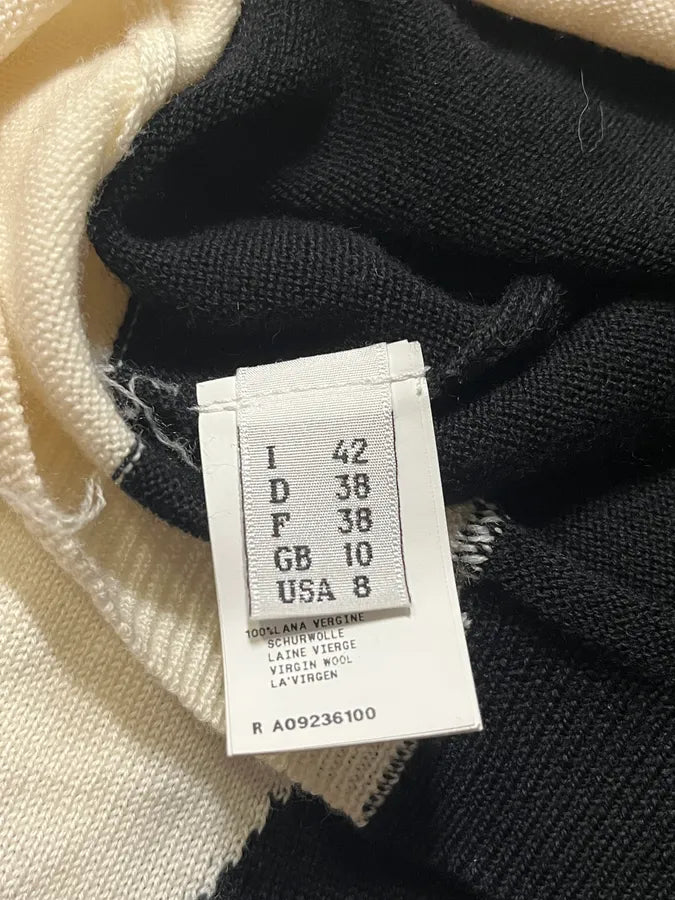 I 42
D 38
F 38
GB 10
USA 8
100%LANA VERGINE
SCHURWOLLE
LAINE VIERGE
VIRGIN WOOL
LA'VIRGEN
R A09236100